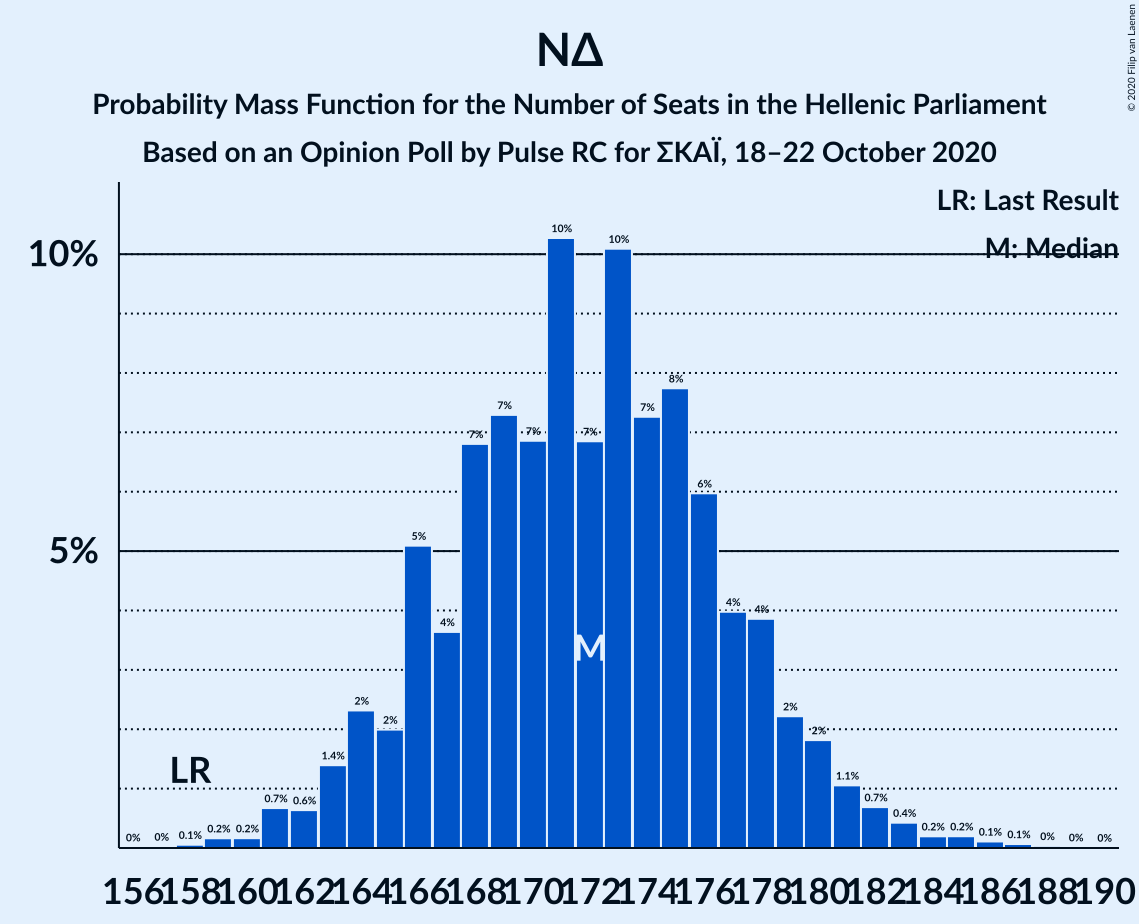 © 2020 Filip van Laenen
ΝΔ
Probability Mass Function for the Number of Seats in the Hellenic Parliament
Based on an Opinion Poll by Pulse RC for ΣΚΑΪ, 18–22 October 2020
LR: Last Result
M: Median
10%
5%
0% 0% 0.1% 0.2% 0.2% 0.7% 0.6% 1.4% 2% 2% 5% 4% 7% 7% 7% 10% 7% 10% 7% 8% 6% 4% 4% 2% 2% 1.1% 0.7% 0.4% 0.2% 0.2% 0.1% 0.1% 0% 0% 0%
M
LR
156 158 160 162 164 166 168 170 172 174 176 178 180 182 184 186 188 190